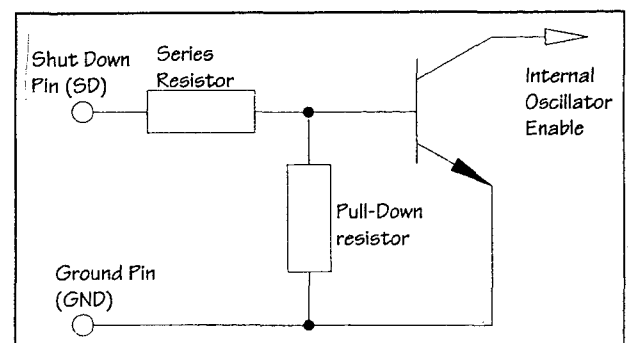 Shut Down
Pin (SD)
Series
Resistor
Internal
Oscillator
Enable
Pull-Down
resistor
Ground Pin
(GND)